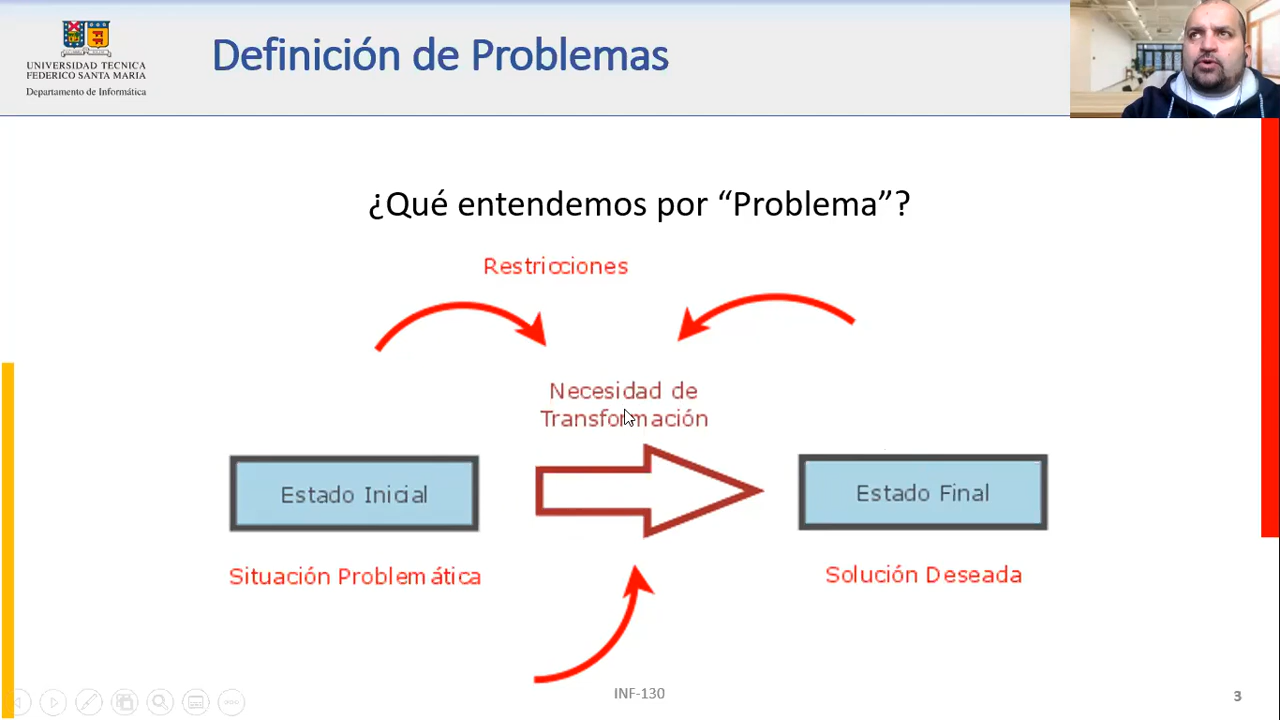 UNIVERSIDAD TECNICA
FEDERICO SANTA MARIA
Departamento de Informática
Definición de Problemas
¿Qué entendemos por “Problema”?
Restricciones
Necesidad de
Transformación
Estado Inicial
Estado Final
Situación Problemática
Solución Deseada
INF-130
3